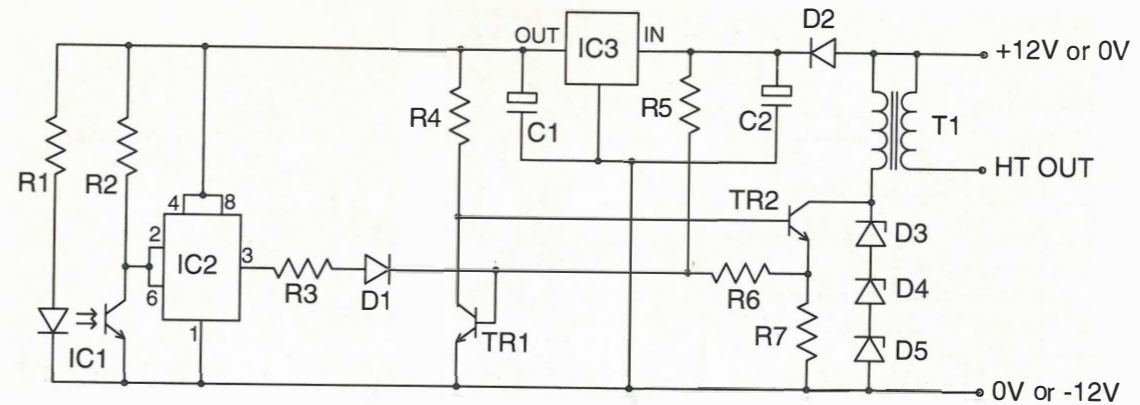 D2
OUT
IC3
IN
+12V or 0V
R4
C1
R5
C2
T1
R1
R2
HT OUT
4
8
TR2
2
IC2
3
D3
6
R3
D1
R6
D4
1
IC1
TR1
R7
D5
0V or -12V